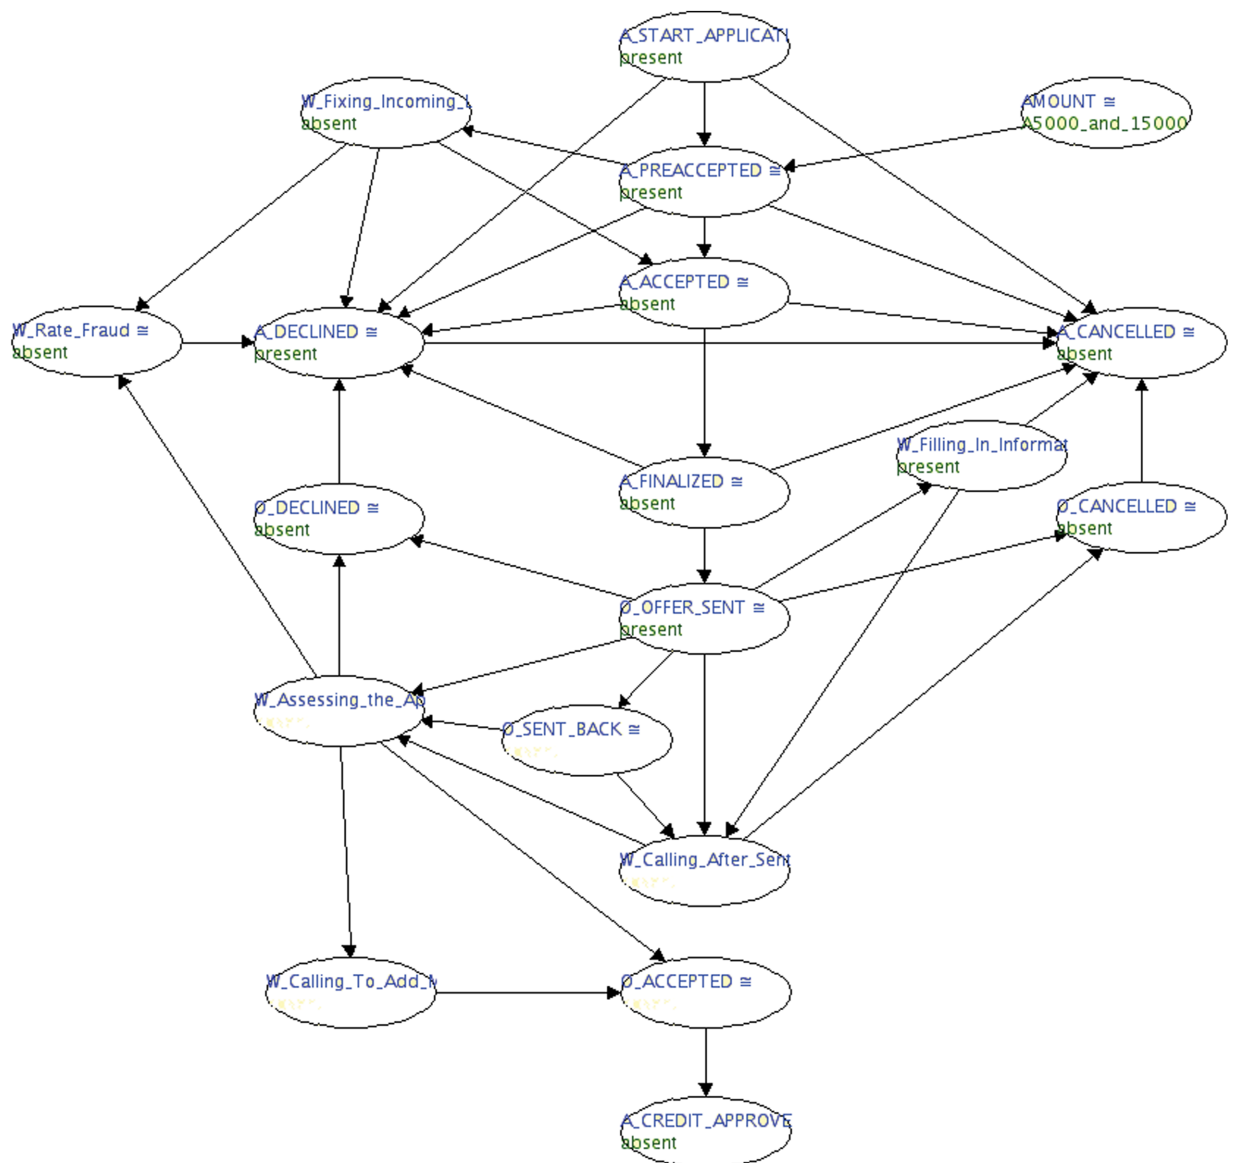 A_START_APPLICATI
present
W_Fixing_Incoming_L
absent
AMOUNT ≅
A5000_and_15000
A_PREACCEPTED ≅
present
A_ACCEPTED ≅
absent
W_Rate_Fraud ≅
absent
A_DECLINED ≅
present
A_CANCELLED ≅
absent
W_Filling_In_Informat
present
A_FINALIZED ≅
absent
O_DECLINED ≅
absent
O_CANCELLED ≅
absent
O_OFFER_SENT ≅
present
W_Assessing_the_Ap
O_SENT_BACK ≅
W_Calling_After_Sent
W_Calling_To_Add_
O_ACCEPTED ≅
A_CREDIT_APPROVE
absent